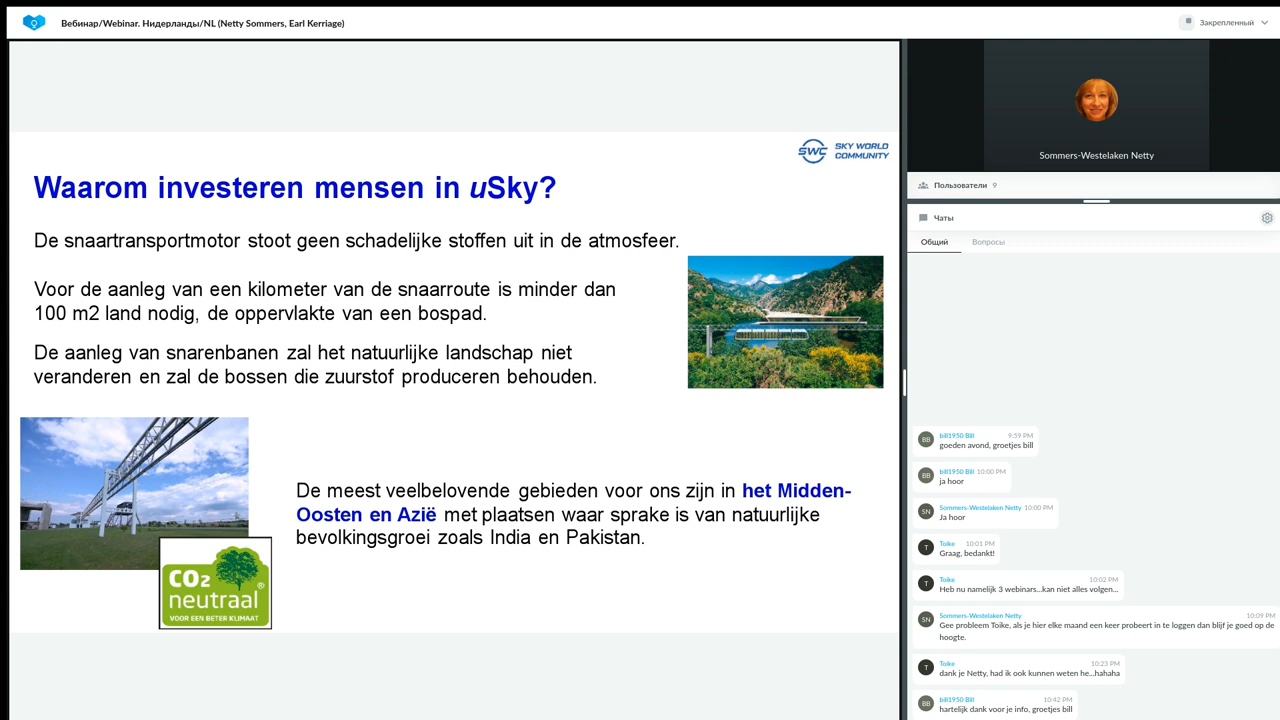 Вебинар/Webinar. Нидерланды/NL (Netty Sommers, Earl Kerriage)
Закрепленный
SWC SKY WORLD
COMMUNITY
Waarom investeren mensen in uSky?
De snaartransportmotor stoot geen schadelijke stoffen uit in de atmosfeer.
Voor de aanleg van een kilometer van de snaarroute is minder dan
100 m2 land nodig, de oppervlakte van een bospad.
De aanleg van snarenbanen zal het natuurlijke landschap niet
veranderen en zal de bossen die zuurstof produceren behouden.
De meest veelbelovende gebieden voor ons zijn in het Midden-
Oosten en Azië met plaatsen waar sprake is van natuurlijke
bevolkingsgroei zoals India en Pakistan.
CO2
neutraal®
VOOR EEN BETER KLIMAAT
Sommers-Westelaken Netty
Пользователи 9
Чаты
Общий Вопросы
BB bill1950 Bill 9:59 PM
goeden avond, groetjes bill
BB bill1950 Bill 10:00 PM
ja hoor
SN Sommers-Westelaken Netty 10:00 PM
Ja hoor
T Toike 10:01 PM
Graag, bedankt!
T Toike 10:02 PM
Heb nu namelijk 3 webinars...kan niet alles volgen...
SN Sommers-Westelaken Netty 10:09 PM
Gee probleem Toike, als je hier elke maand een keer probeert in te loggen dan blijf je goed op de
hoogte.
T Toike 10:23 PM
dank je Netty, had ik ook kunnen weten he...hahaha
BB bill1950 Bill 10:42 PM
hartelijk dank voor je info, groetjes bill